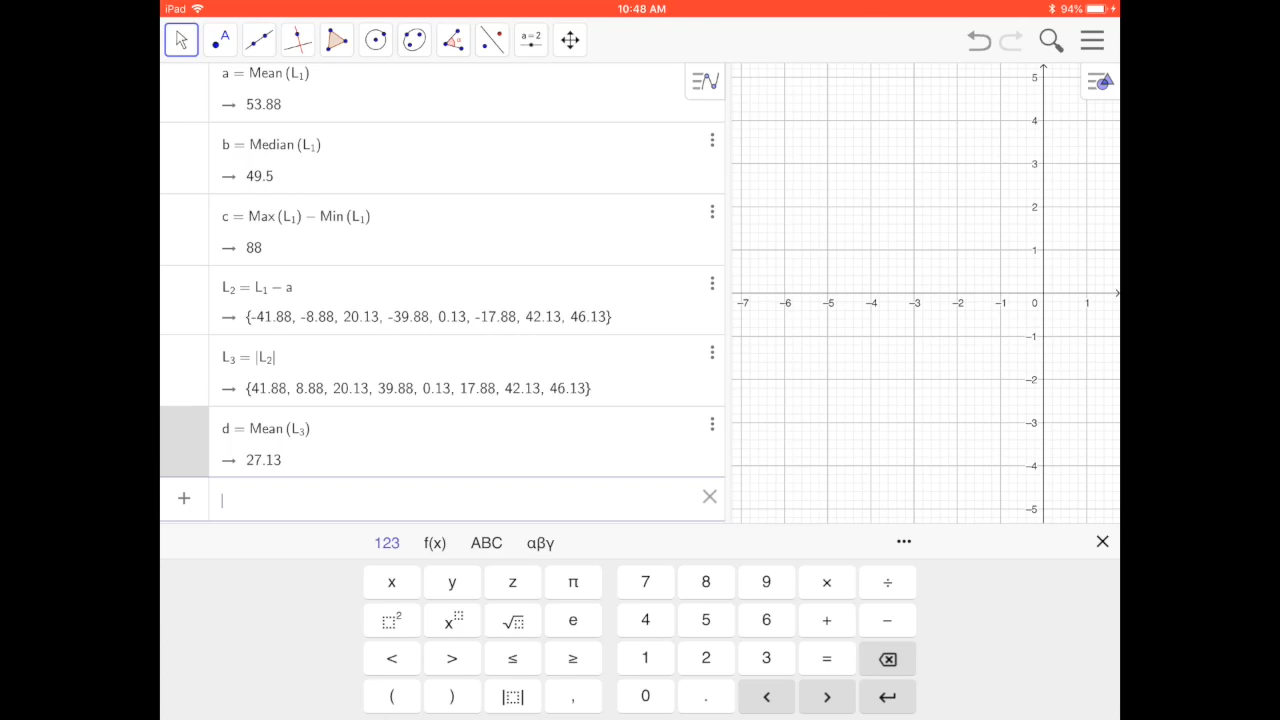 iPad 10:48 AM 94%
A a=2
a = Mean (L₁)
→ 53.88
b = Median (L₁)
→ 49.5
c = Max (L₁) − Min (L₁)
→ 88
L₂ = L₁ − a
→ {-41.88, -8.88, 20.13, -39.88, 0.13, -17.88, 42.13, 46.13}
L₃ = |L₂|
→ {41.88, 8.88, 20.13, 39.88, 0.13, 17.88, 42.13, 46.13}
d = Mean (L₃)
→ 27.13
+
5
4
3
2
1
−7 −6 −5 −4 −3 −2 −1 0 1
−1
−2
−3
−4
−5
123 f(x) ABC αβγ ...
x y z π 7 8 9 × ÷
² x √ e 4 5 6 + −
< > ≤ ≥ 1 2 3 =
( ) | | , 0 . < >